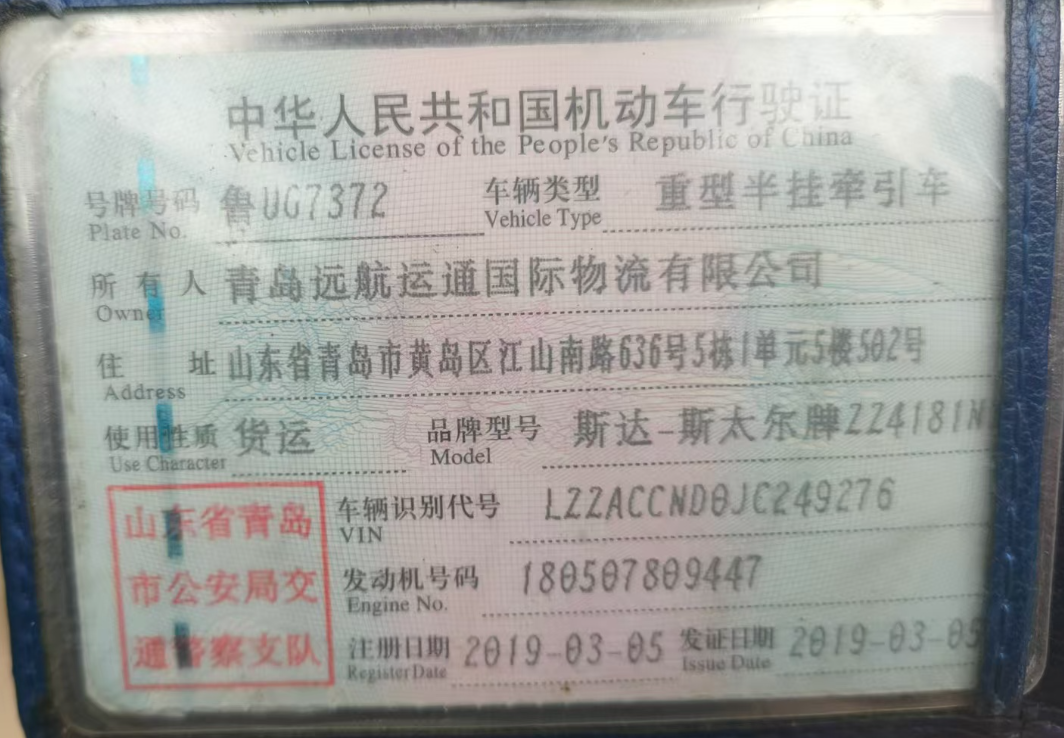 中华人民共和国机动车行驶证
Vehicle License of the People's Republic of China
号牌号码 鲁UG7372 车辆类型 重型半挂牵引车
Plate No. Vehicle Type
所有人 青岛远航运通国际物流有限公司
Owner
住址 山东省青岛市黄岛区江山南路636号5栋1单元5楼502号
Address
使用性质 货运 品牌型号 斯达-斯太尔牌ZZ4181N
Use Character Model
山东省青岛
市公安局交
通警察支队
车辆识别代号 LZZACCND0JC249276
VIN
发动机号码 180507809447
Engine No.
注册日期 2019-03-05 发证日期 2019-03-05
Register Date Issue Date